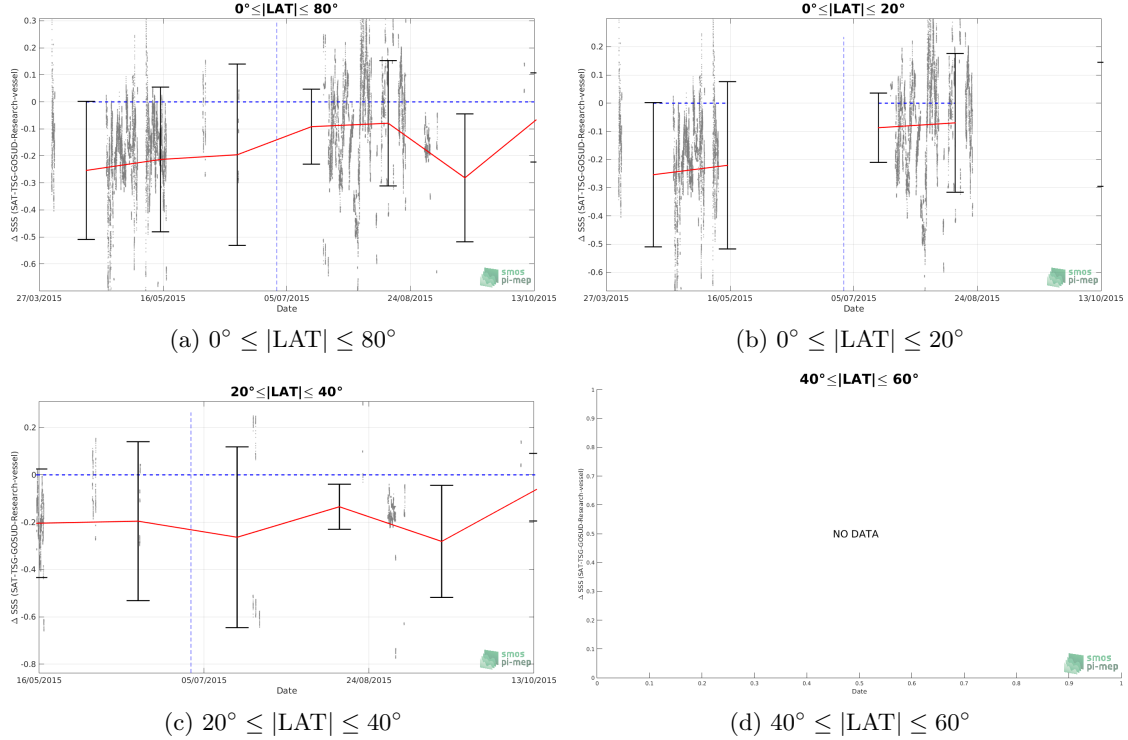 0°≤|LAT|≤ 80°
0.3
0.2
0.1
0
-0.1
-0.2
-0.3
-0.4
-0.5
-0.6
Δ SSS (SAT-TSG-GOSUD-Research-vessel)
27/03/2015 16/05/2015 05/07/2015 24/08/2015 13/10/2015
Date
smos
pi-mep
(a) 0° ≤ |LAT| ≤ 80°
0°≤|LAT|≤ 20°
0.2
0.1
0
-0.1
-0.2
-0.3
-0.4
-0.5
-0.6
Δ SSS (SAT-TSG-GOSUD-Research-vessel)
27/03/2015 16/05/2015 05/07/2015 24/08/2015 13/10/2015
Date
smos
pi-mep
(b) 0° ≤ |LAT| ≤ 20°
20°≤|LAT|≤ 40°
0.2
0
-0.2
-0.4
-0.6
-0.8
Δ SSS (SAT-TSG-GOSUD-Research-vessel)
16/05/2015 05/07/2015 24/08/2015 13/10/2015
Date
smos
pi-mep
(c) 20° ≤ |LAT| ≤ 40°
40°≤|LAT|≤ 60°
1
0.9
0.8
0.7
0.6
0.5
0.4
0.3
0.2
0.1
0
Δ SSS (SAT-TSG-GOSUD-Research-vessel)
NO DATA
0 0.1 0.2 0.3 0.4 0.5 0.6 0.7 0.8 0.9 1
Date
smos
pi-mep
(d) 40° ≤ |LAT| ≤ 60°